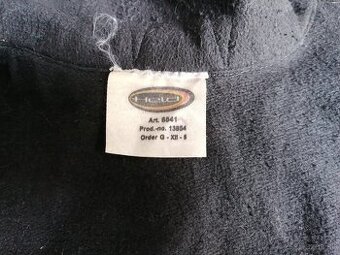 Held
Art. 8841
Prod.-no. 13884
Order G - XII - 5